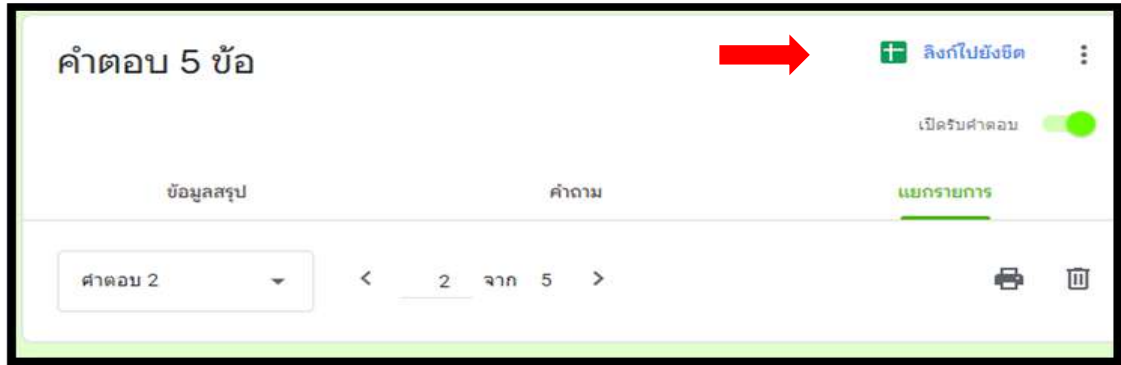 คำตอบ 5 ข้อ
ลิงก์ไปยังชีต
เปิดรับคำตอบ
ข้อมูลสรุป
คำถาม
แยกรายการ
คำตอบ 2
2 จาก 5